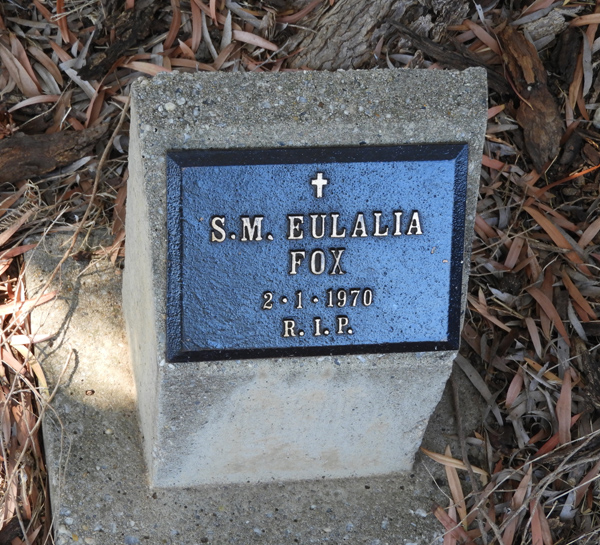 S.M. EULALIA
FOX
2·1·1970
R.I.P.